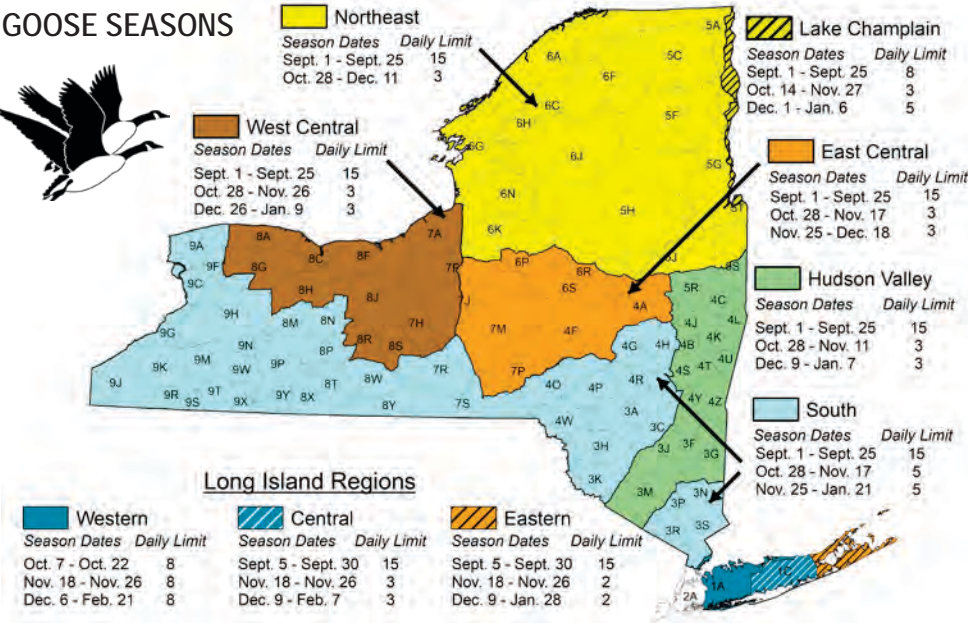 GOOSE SEASONS
Northeast
Season Dates Daily Limit
Sept. 1 - Sept. 25 15
Oct. 28 - Dec. 11 3
Lake Champlain
Season Dates Daily Limit
Sept. 1 - Sept. 25 8
Oct. 14 - Nov. 27 3
Dec. 1 - Jan. 6 5
West Central
Season Dates Daily Limit
Sept. 1 - Sept. 25 15
Oct. 28 - Nov. 26 3
Dec. 26 - Jan. 9 3
East Central
Season Dates Daily Limit
Sept. 1 - Sept. 25 15
Oct. 28 - Nov. 17 3
Nov. 25 - Dec. 18 3
Hudson Valley
Season Dates Daily Limit
Sept. 1 - Sept. 25 15
Oct. 28 - Nov. 11 3
Dec. 9 - Jan. 7 3
South
Season Dates Daily Limit
Sept. 1 - Sept. 25 15
Oct. 28 - Nov. 17 5
Nov. 25 - Jan. 21 5
5A
6A 5C
6F
6C
6H 5F
6G
6J
5G
6N
5H
6K
6P
6R
6S
4A
7M
4F
7P
9A 8A 7A
9F 8G 8C 8F
9C 8H 8J
9H 8M 8N 7H
9G 8R 8S
9N 8P
9M 9P 7R
9K 9W 8T 8W
9J 9T
9R 9S 9X 9Y 8X 8Y 7S
5R 4C
4J 4L
4G 4H 4B 4K
4S 4T 4U
4O 4P 4R
4Y 4Z
4W 3A
3C
3H 3J 3F
3G
3K 3M
3N
3P
3R 3S
2A 1A 1C
Long Island Regions
Western
Season Dates Daily Limit
Oct. 7 - Oct. 22 8
Nov. 18 - Nov. 26 8
Dec. 6 - Feb. 21 8
Central
Season Dates Daily Limit
Sept. 5 - Sept. 30 15
Nov. 18 - Nov. 26 3
Dec. 9 - Feb. 7 3
Eastern
Season Dates Daily Limit
Sept. 5 - Sept. 30 15
Nov. 18 - Nov. 26 2
Dec. 9 - Jan. 28 2